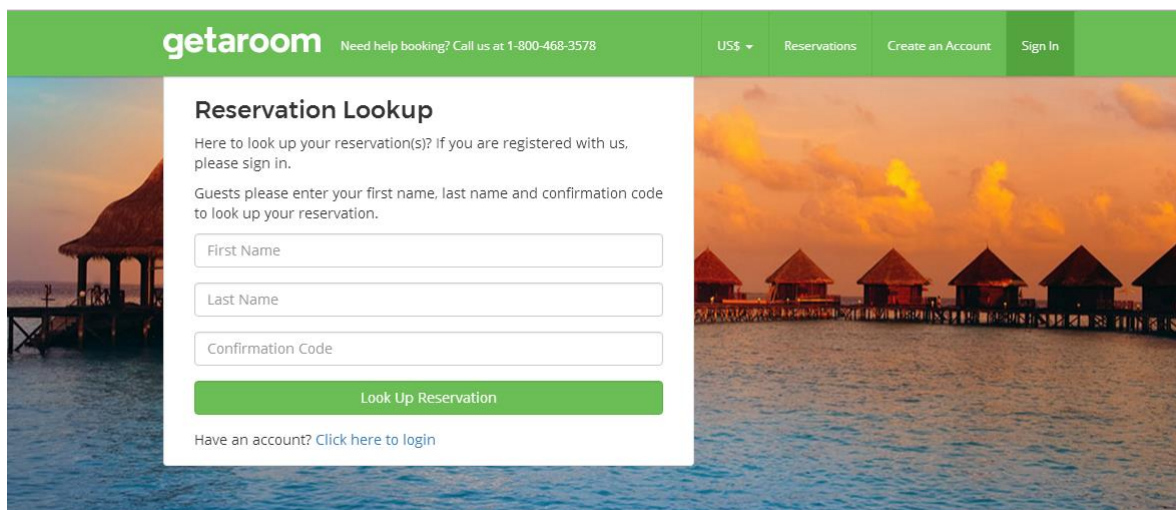 getaroom
Need help booking? Call us at 1-800-468-3578
US$
Reservations
Create an Account
Sign In
Reservation Lookup
Here to look up your reservation(s)? If you are registered with us,
please sign in.
Guests please enter your first name, last name and confirmation code
to look up your reservation.
First Name
Last Name
Confirmation Code
Look Up Reservation
Have an account? Click here to login